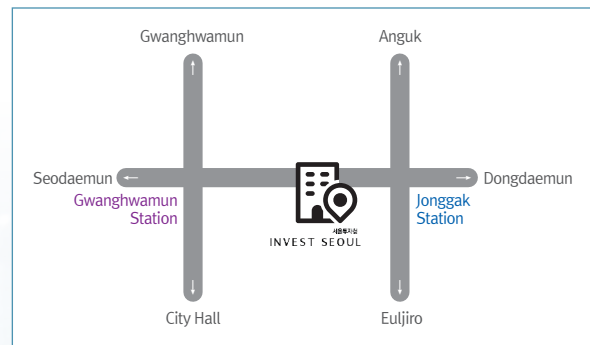 Gwanghwamun
Anguk
Seodaemun
Dongdaemun
Gwanghwamun
Station
Jonggak
Station
서울투자청
INVEST SEOUL
City Hall
Euljiro